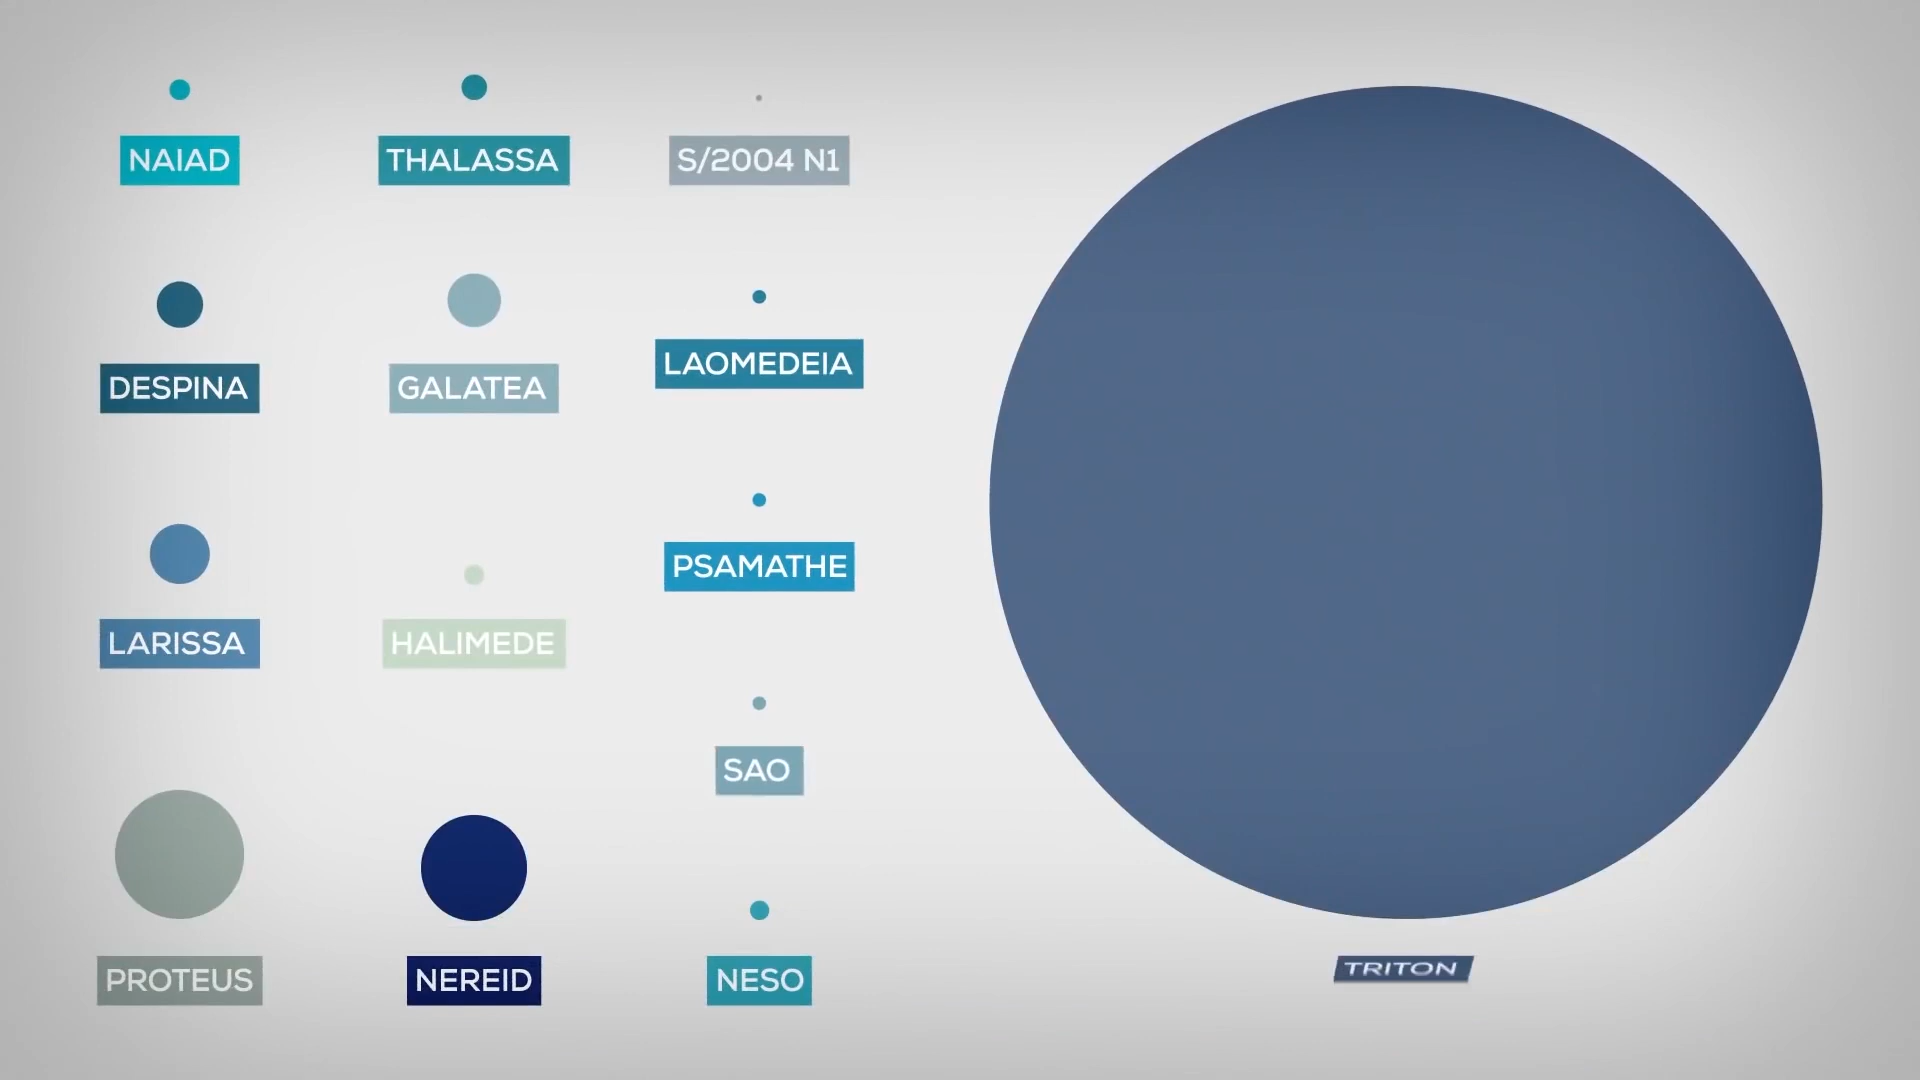 NAIAD
THALASSA
S/2004 N1
DESPINA
GALATEA
LAOMEDEIA
LARISSA
HALIMEDE
PSAMATHE
SAO
PROTEUS
NEREID
NESO
TRITON